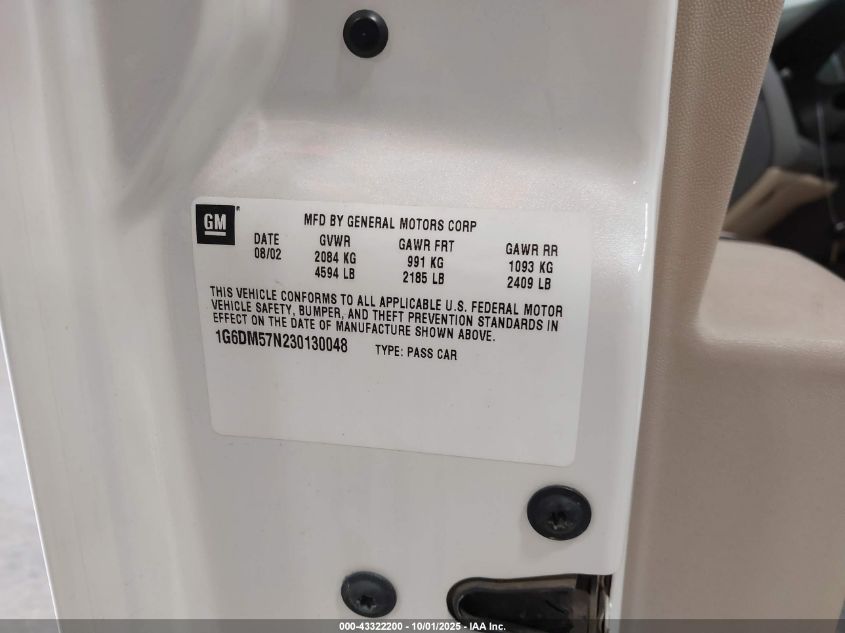 GM
MFD BY GENERAL MOTORS CORP
DATE GVWR GAWR FRT GAWR RR
08/02 2084 KG 991 KG 1093 KG
4594 LB 2185 LB 2409 LB
THIS VEHICLE CONFORMS TO ALL APPLICABLE U.S. FEDERAL MOTOR
VEHICLE SAFETY, BUMPER, AND THEFT PREVENTION STANDARDS IN
EFFECT ON THE DATE OF MANUFACTURE SHOWN ABOVE.
1G6DM57N230130048 TYPE: PASS CAR
000-43322200 - 10/01/2025 - IAA Inc.